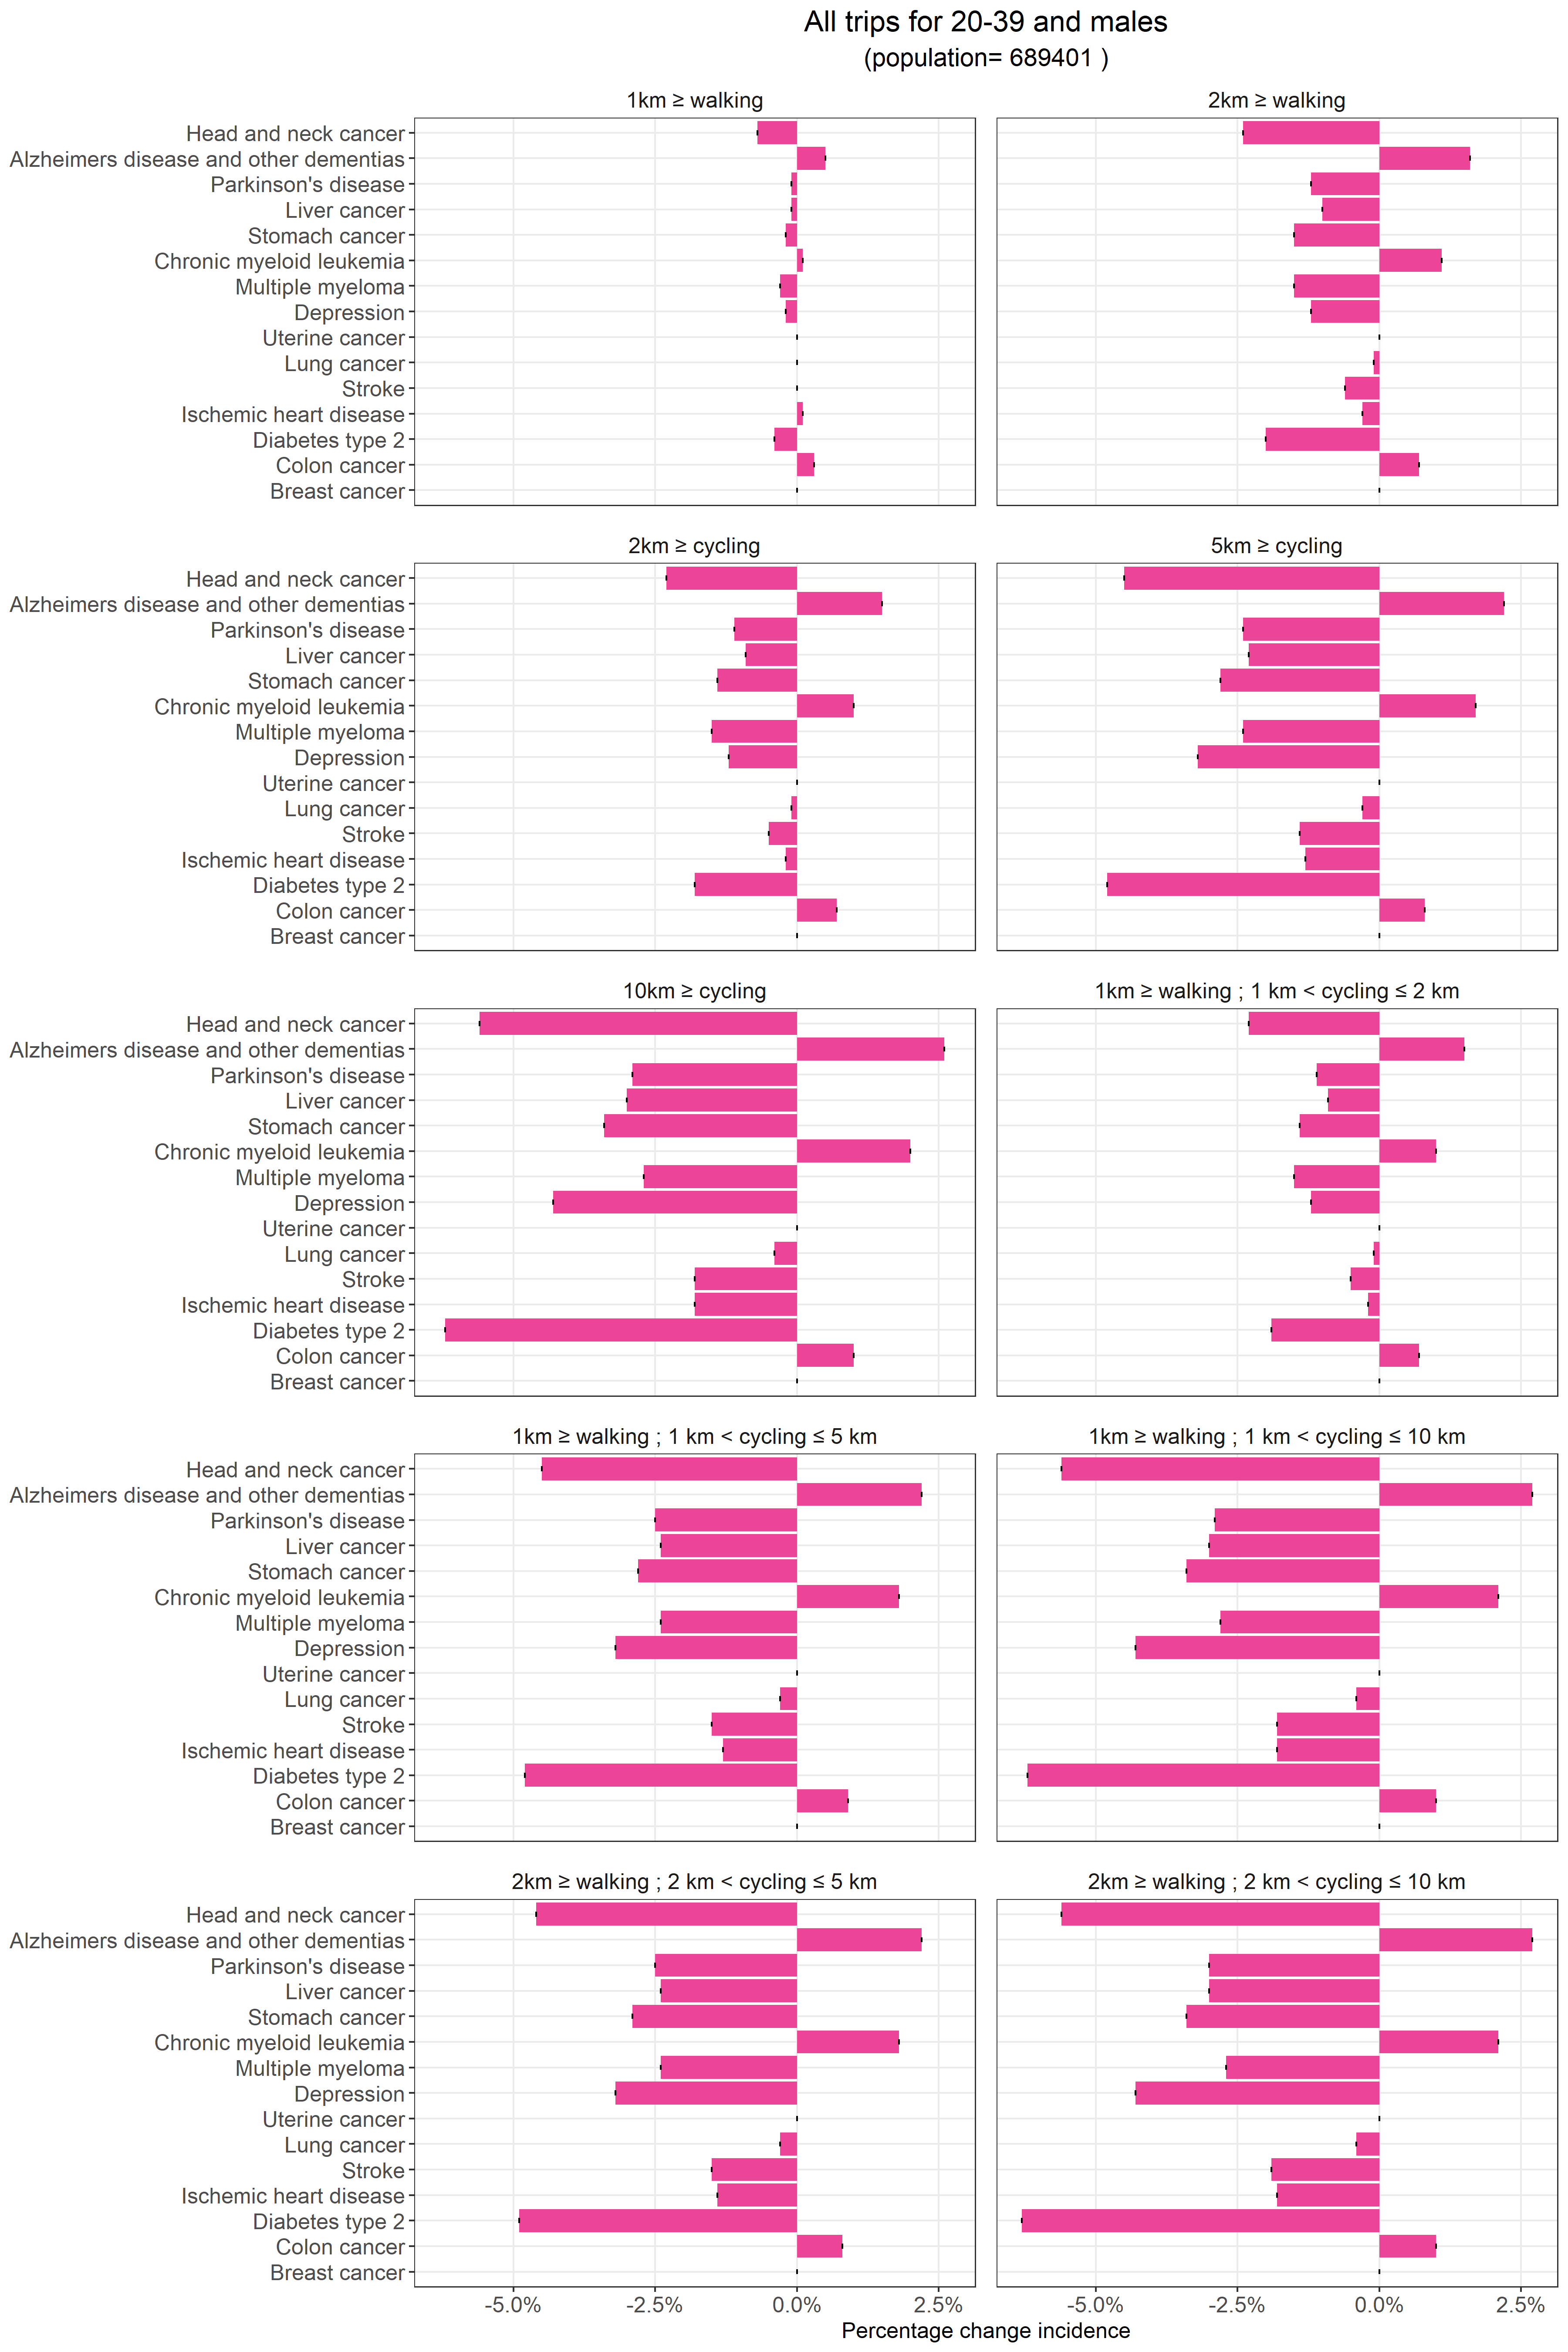 All trips for 20-39 and males
(population= 689401 )
1km ≥ walking
2km ≥ walking
Head and neck cancer
Alzheimers disease and other dementias
Parkinson's disease
Liver cancer
Stomach cancer
Chronic myeloid leukemia
Multiple myeloma
Depression
Uterine cancer
Lung cancer
Stroke
Ischemic heart disease
Diabetes type 2
Colon cancer
Breast cancer
2km ≥ cycling
5km ≥ cycling
Head and neck cancer
Alzheimers disease and other dementias
Parkinson's disease
Liver cancer
Stomach cancer
Chronic myeloid leukemia
Multiple myeloma
Depression
Uterine cancer
Lung cancer
Stroke
Ischemic heart disease
Diabetes type 2
Colon cancer
Breast cancer
10km ≥ cycling
1km ≥ walking ; 1 km < cycling ≤ 2 km
Head and neck cancer
Alzheimers disease and other dementias
Parkinson's disease
Liver cancer
Stomach cancer
Chronic myeloid leukemia
Multiple myeloma
Depression
Uterine cancer
Lung cancer
Stroke
Ischemic heart disease
Diabetes type 2
Colon cancer
Breast cancer
1km ≥ walking ; 1 km < cycling ≤ 5 km
1km ≥ walking ; 1 km < cycling ≤ 10 km
Head and neck cancer
Alzheimers disease and other dementias
Parkinson's disease
Liver cancer
Stomach cancer
Chronic myeloid leukemia
Multiple myeloma
Depression
Uterine cancer
Lung cancer
Stroke
Ischemic heart disease
Diabetes type 2
Colon cancer
Breast cancer
2km ≥ walking ; 2 km < cycling ≤ 5 km
2km ≥ walking ; 2 km < cycling ≤ 10 km
Head and neck cancer
Alzheimers disease and other dementias
Parkinson's disease
Liver cancer
Stomach cancer
Chronic myeloid leukemia
Multiple myeloma
Depression
Uterine cancer
Lung cancer
Stroke
Ischemic heart disease
Diabetes type 2
Colon cancer
Breast cancer
-5.0% -2.5% 0.0% 2.5% -5.0% -2.5% 0.0% 2.5%
Percentage change incidence